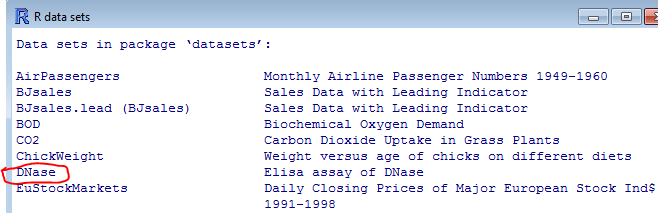 R data sets
Data sets in package ‘datasets’:
AirPassengers Monthly Airline Passenger Numbers 1949-1960
BJsales Sales Data with Leading Indicator
BJsales.lead (BJsales) Sales Data with Leading Indicator
BOD Biochemical Oxygen Demand
CO2 Carbon Dioxide Uptake in Grass Plants
ChickWeight Weight versus age of chicks on different diets
DNase Elisa assay of DNase
EuStockMarkets Daily Closing Prices of Major European Stock Ind$
1991-1998